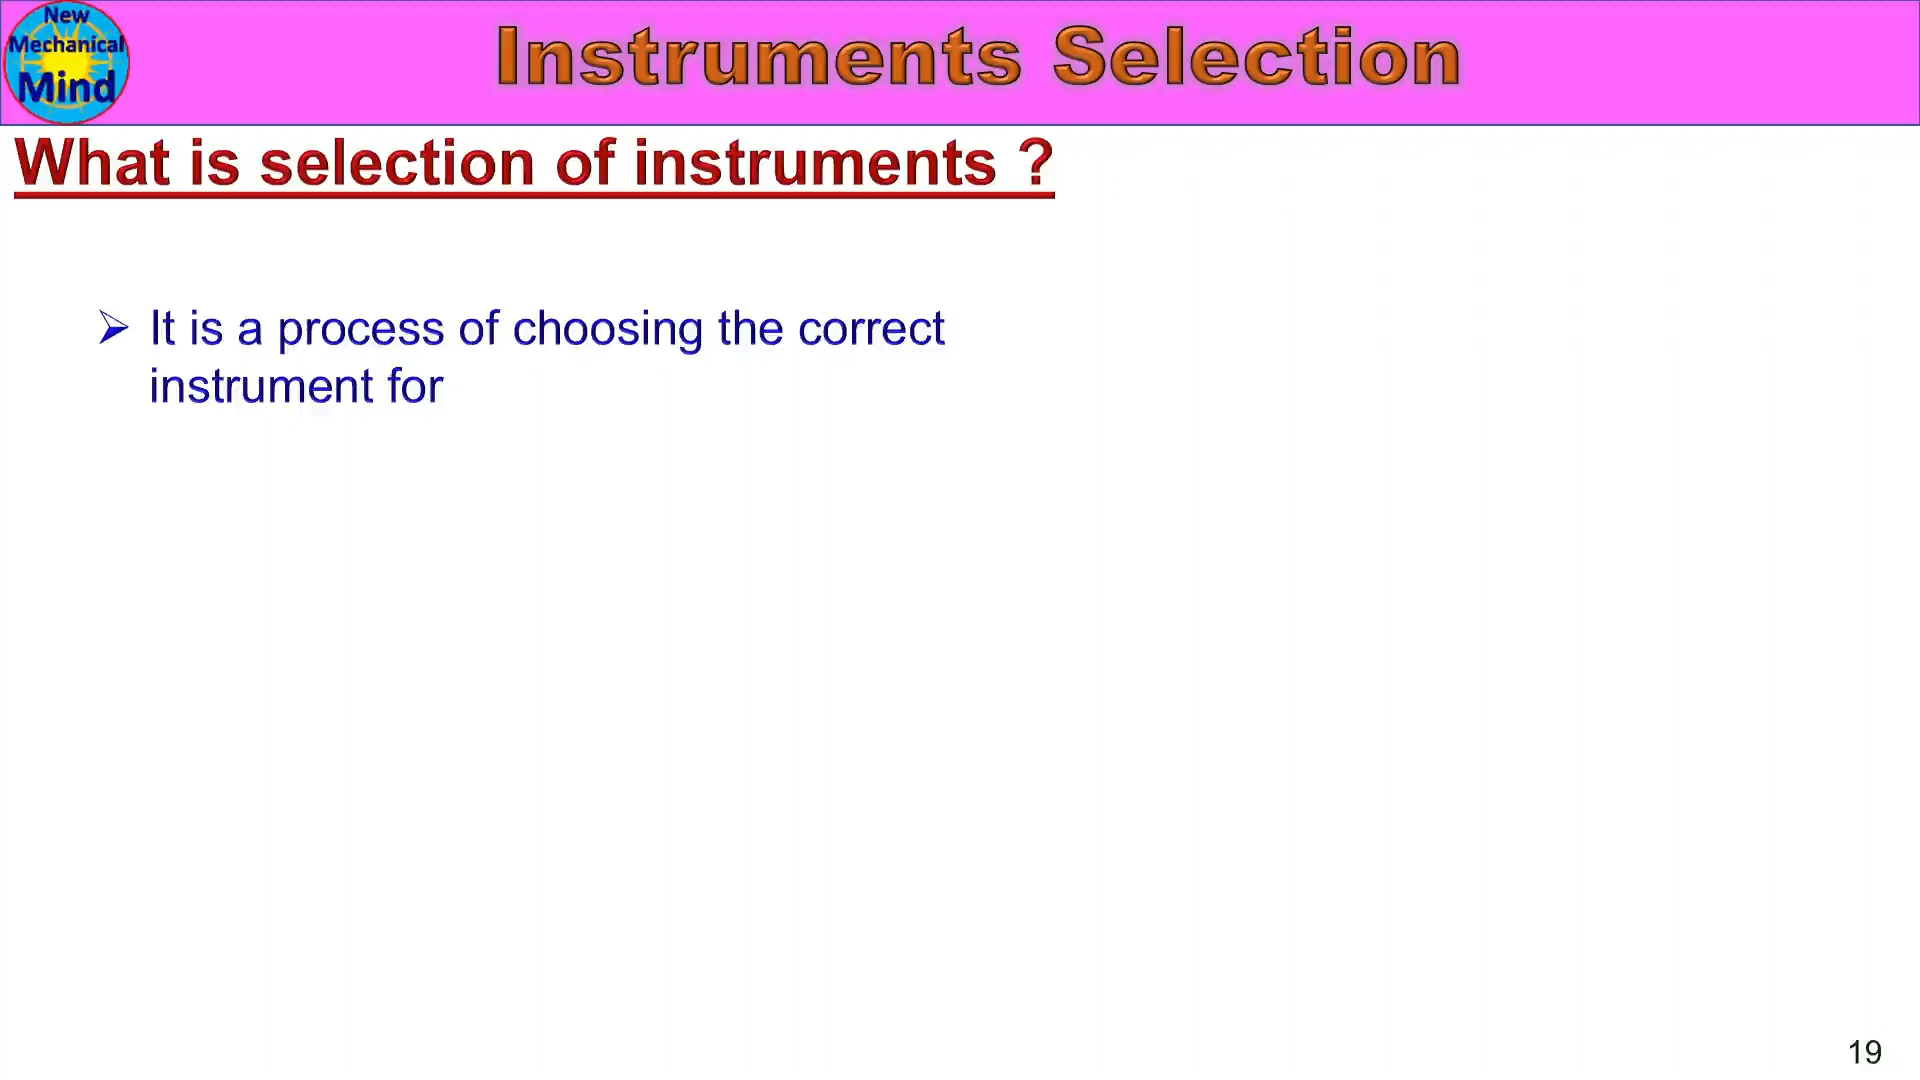 New
Mechanical
Mind
Instruments Selection
What is selection of instruments ?
➢ It is a process of choosing the correct
instrument for
19